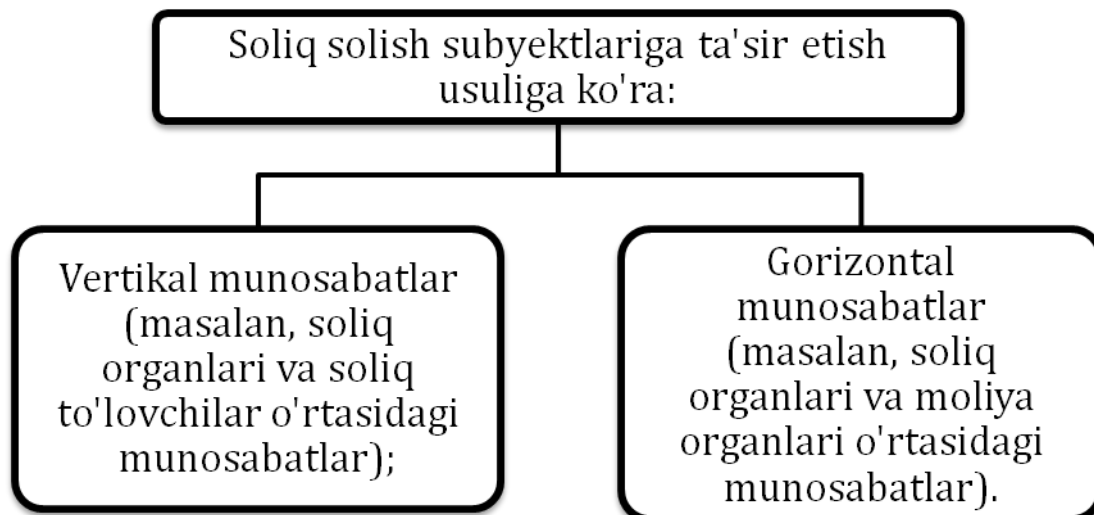 Soliq solish subyektlariga ta'sir etish
usuliga ko'ra:
Vertikal munosabatlar
(masalan, soliq
organlari va soliq
to'lovchilar o'rtasidagi
munosabatlar);
Gorizontal
munosabatlar
(masalan, soliq
organlari va moliya
organlari o'rtasidagi
munosabatlar).